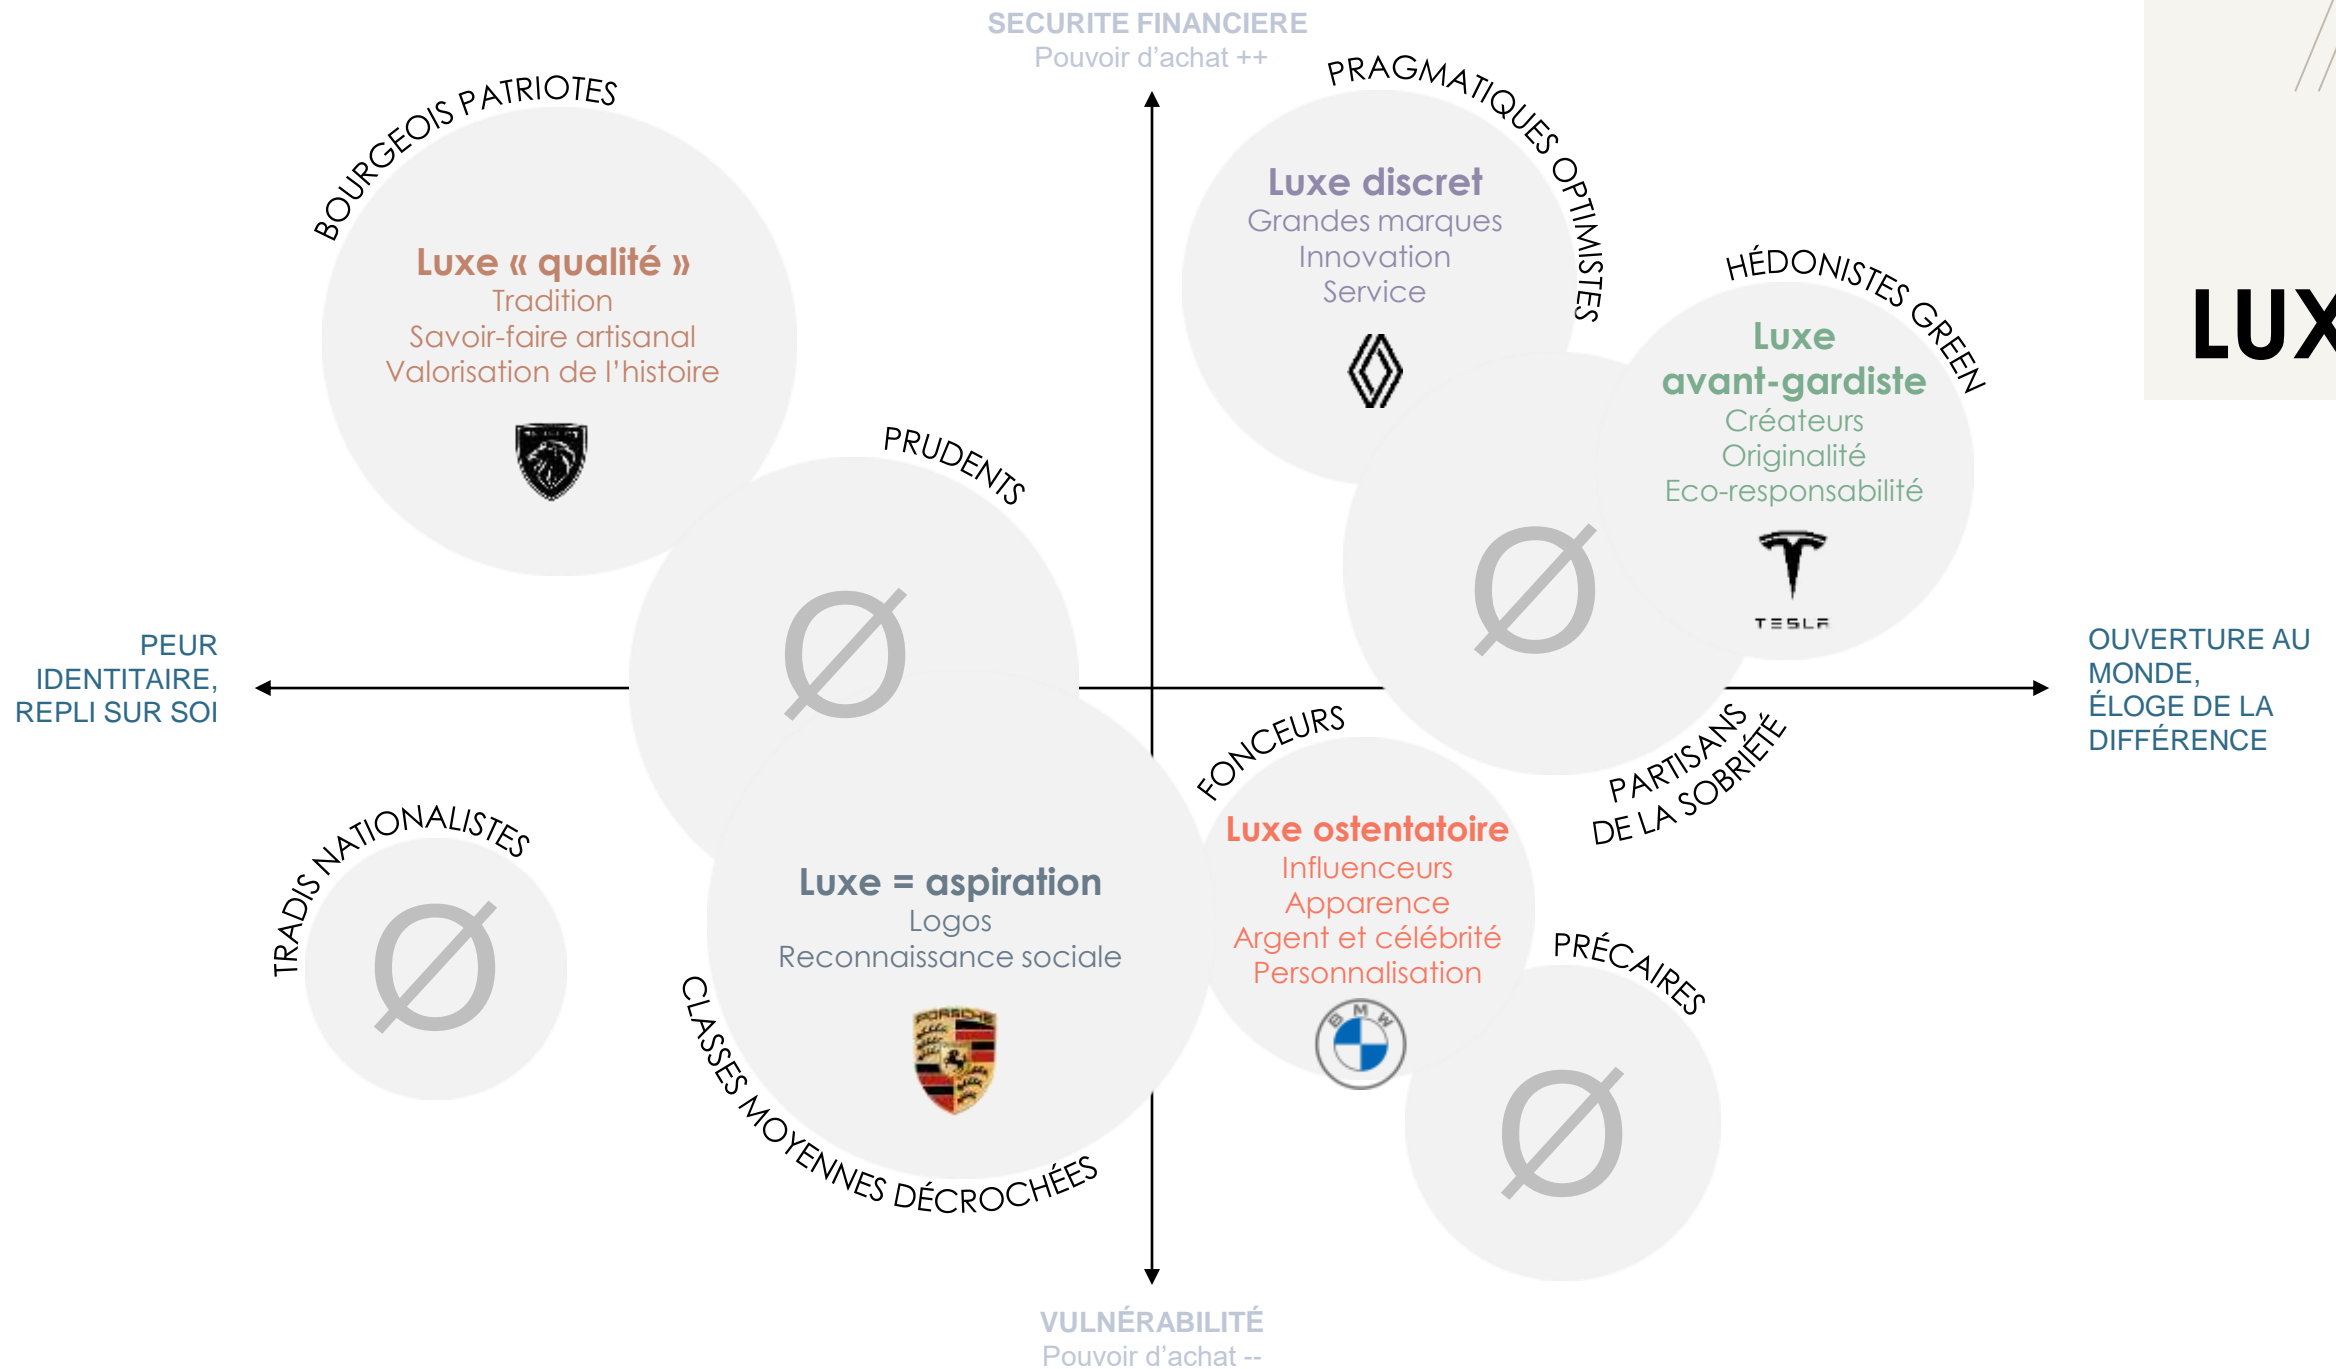 SECURITE FINANCIERE
Pouvoir d'achat ++
BOURGEOIS PATRIOTES
Luxe « qualité »
Tradition
Savoir-faire artisanal
Valorisation de l'histoire
PRAGMATIQUES OPTIMISTES
Luxe discret
Grandes marques
Innovation
Service
HÉDONISTES GREEN
Luxe
avant-gardiste
Créateurs
Originalité
Eco-responsabilité
TESLA
LUX
PRUDENTS
Ø
Ø
PEUR
IDENTITAIRE,
REPLI SUR SOI
OUVERTURE AU
MONDE,
ÉLOGE DE LA
DIFFÉRENCE
PARTISANS
DE LA SOBRIÉTÉ
TRADIS NATIONALISTES
Ø
CLASSES MOYENNES DÉCROCHÉES
Luxe = aspiration
Logos
Reconnaissance sociale
PORSCHE
FONCEURS
Luxe ostentatoire
Influenceurs
Apparence
Argent et célébrité
Personnalisation
BMW
PRÉCAIRES
Ø
VULNÉRABILITÉ
Pouvoir d'achat --